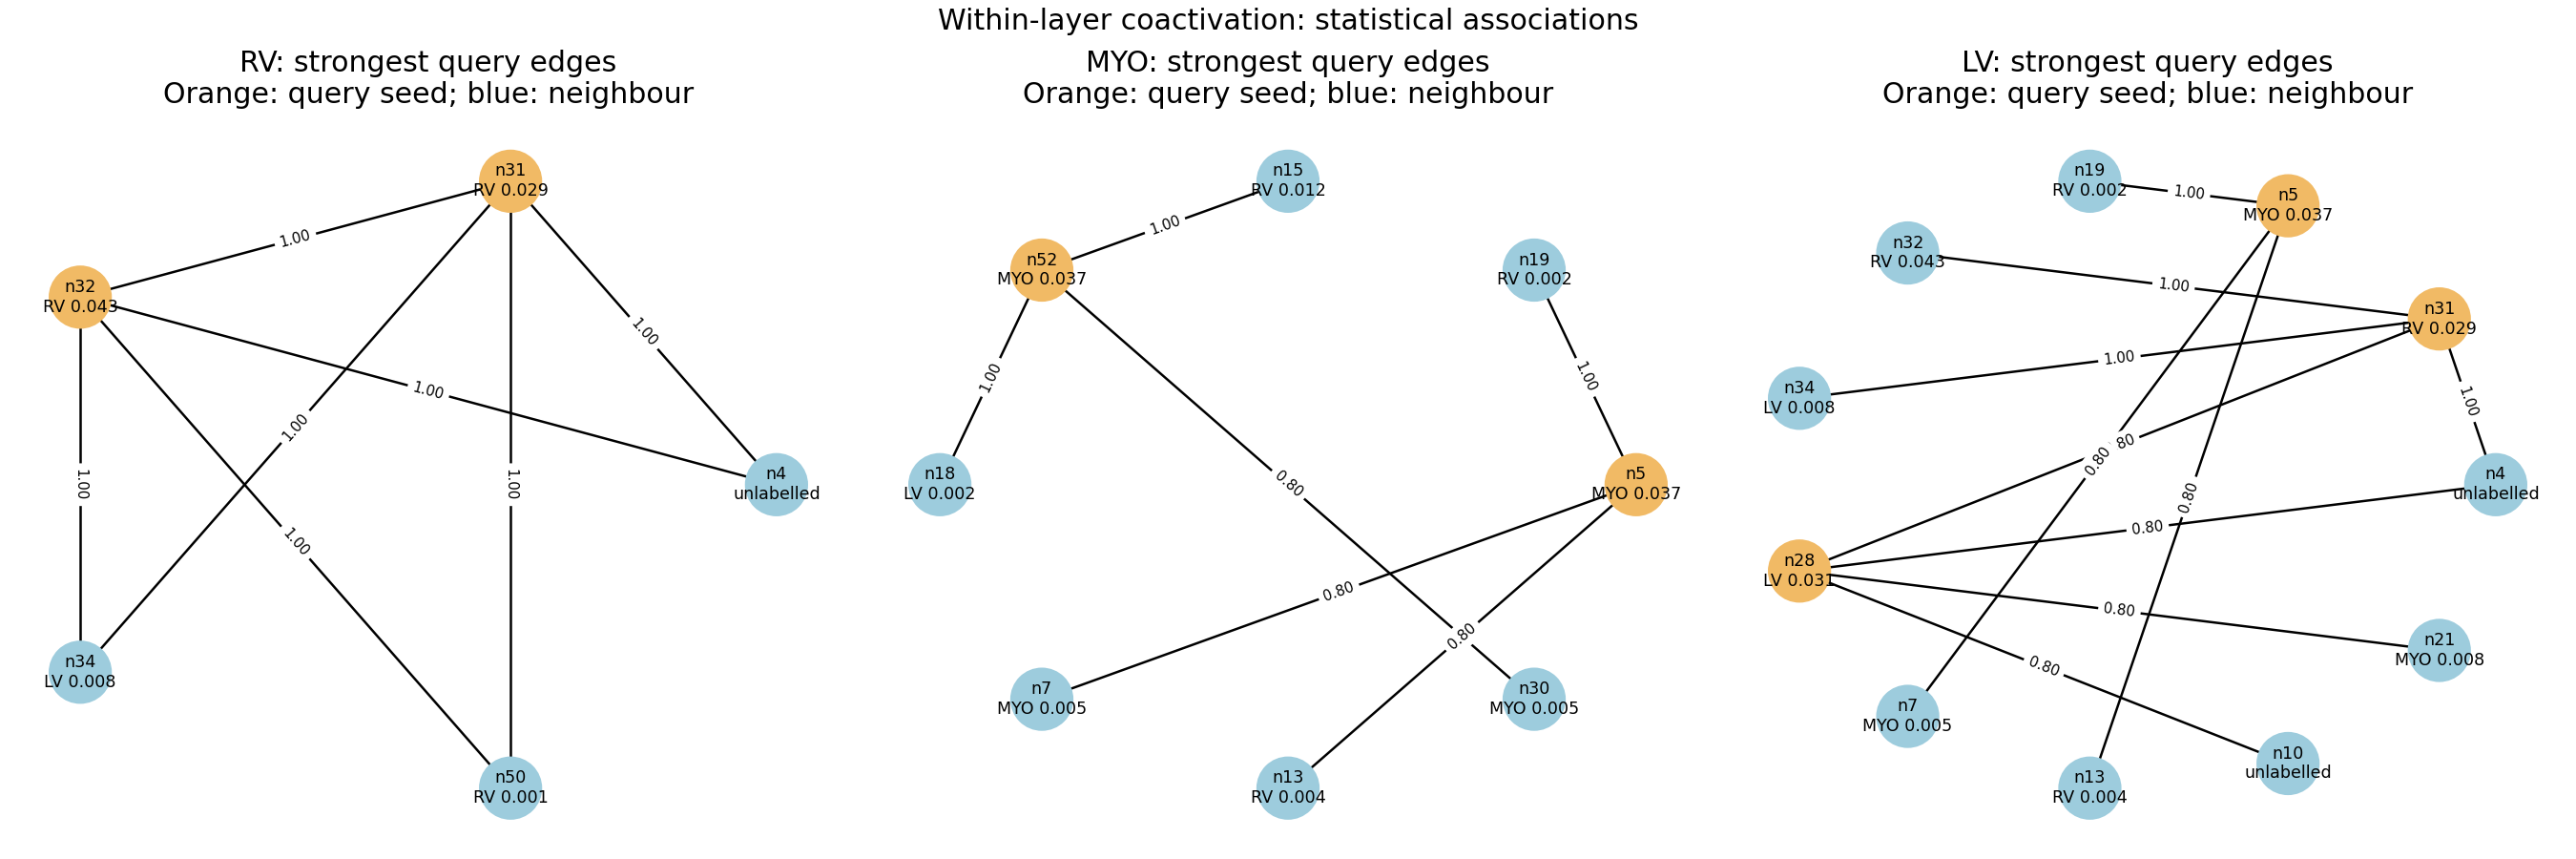 Within-layer coactivation: statistical associations
RV: strongest query edges
Orange: query seed; blue: neighbour
n31
RV 0.029
1.00
n32
RV 0.043
1.00
1.00
1.00
1.00
1.00
1.00
n4
unlabelled
n34
LV 0.008
n50
RV 0.001
MYO: strongest query edges
Orange: query seed; blue: neighbour
n15
RV 0.012
1.00
n52
MYO 0.037
n19
RV 0.002
1.00
1.00
n18
LV 0.002
0.80
n5
MYO 0.037
0.80
0.80
n7
MYO 0.005
n30
MYO 0.005
n13
RV 0.004
LV: strongest query edges
Orange: query seed; blue: neighbour
n19
RV 0.002
1.00
n5
MYO 0.037
n32
RV 0.043
1.00
n31
RV 0.029
1.00
n34
LV 0.008
1.00
80
0.80
0.80
n4
unlabelled
0.80
n28
LV 0.031
0.80
n21
MYO 0.008
0.80
n7
MYO 0.005
n10
unlabelled
n13
RV 0.004